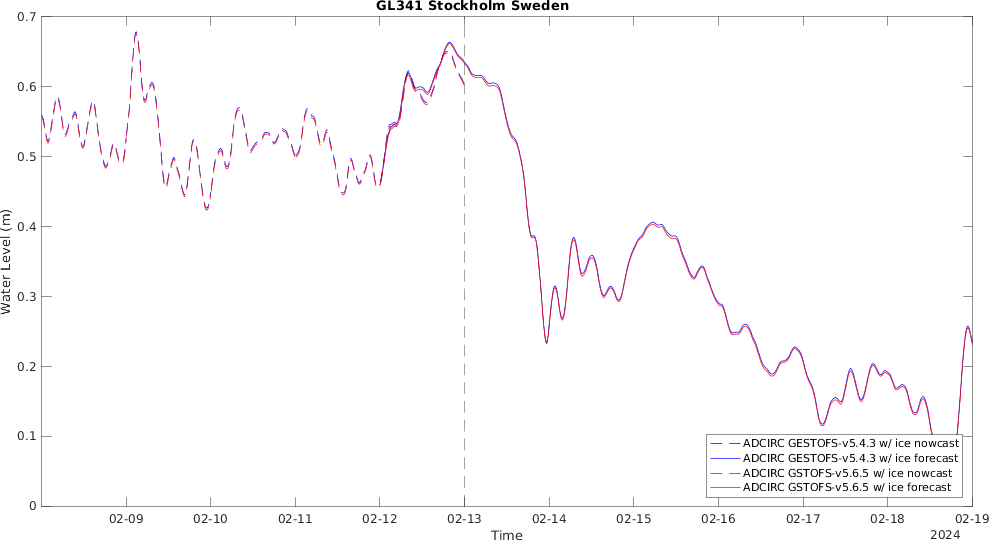 GL341 Stockholm Sweden
0.7
0.6
0.5
0.4
0.3
0.2
0.1
0
Water Level (m)
ADCIRC GESTOFS-v5.4.3 w/ ice nowcast
ADCIRC GESTOFS-v5.4.3 w/ ice forecast
ADCIRC GSTOFS-v5.6.5 w/ ice nowcast
ADCIRC GSTOFS-v5.6.5 w/ ice forecast
02-09 02-10 02-11 02-12 02-13 02-14 02-15 02-16 02-17 02-18 02-19
Time
2024